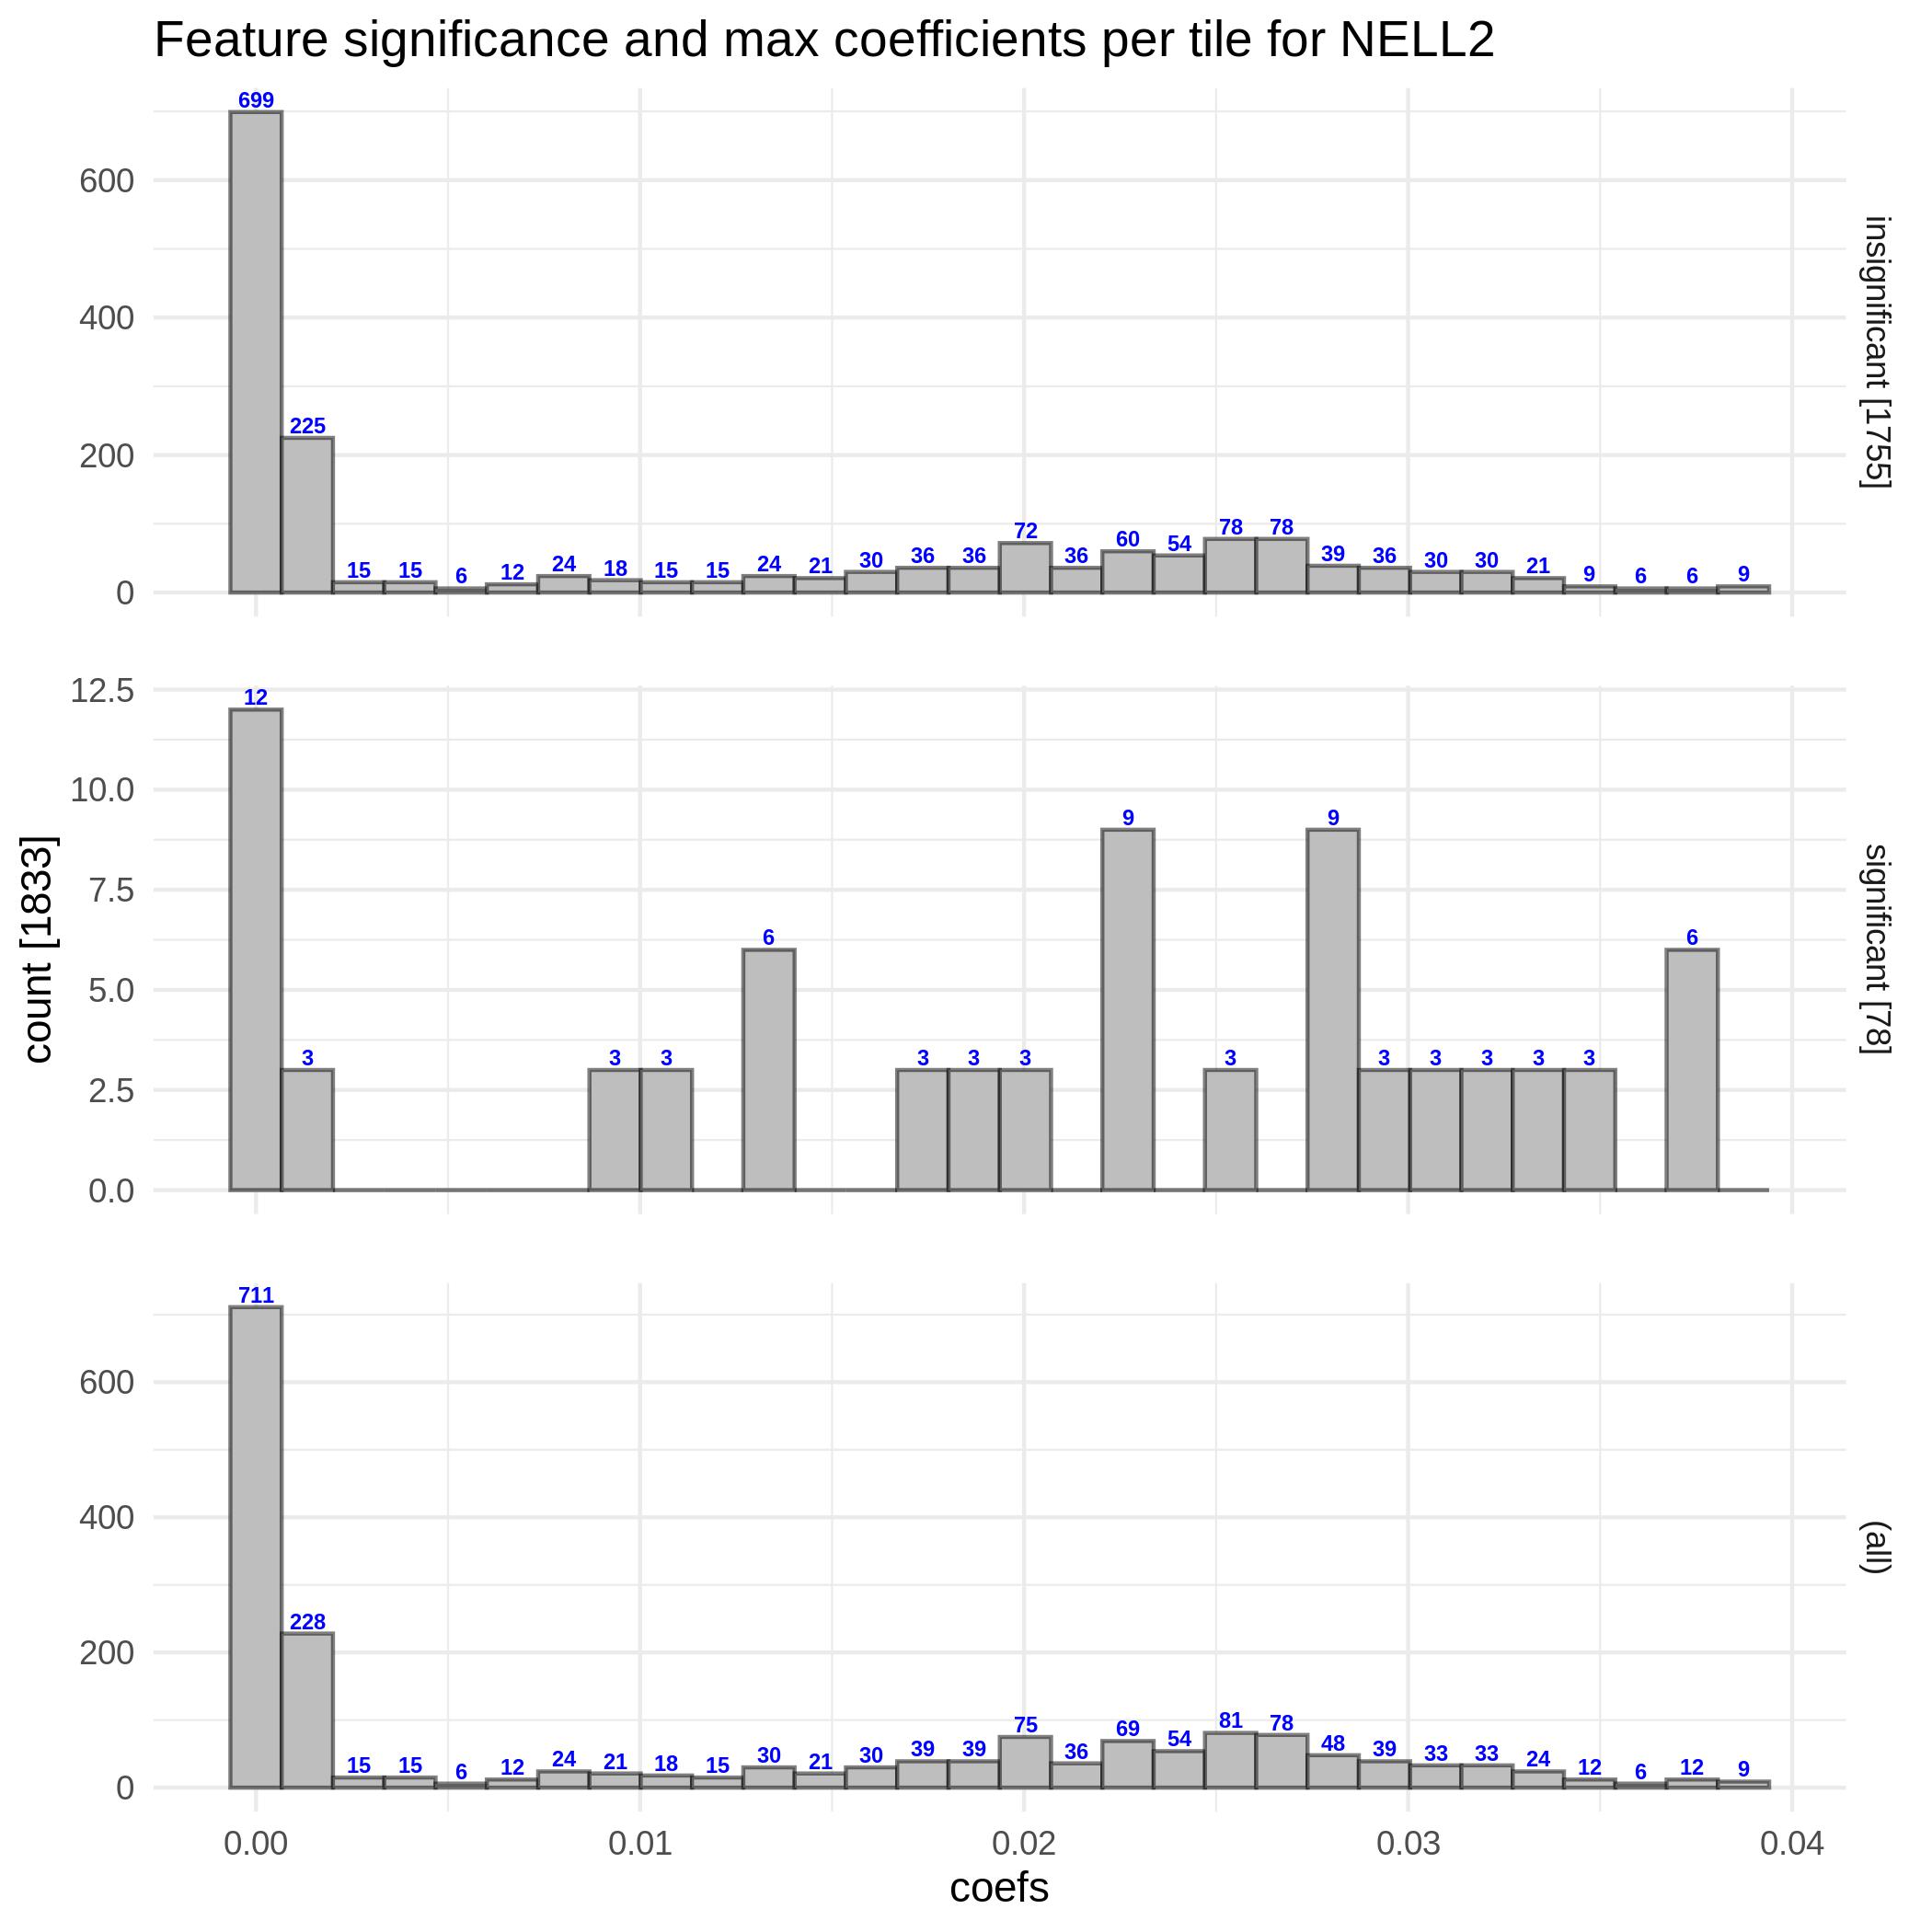 Feature significance and max coefficients per tile for NELL2
699
225
15 15 6 12 24 18 15 15 24 21 30 36 36 72 36 60 54 78 78 39 36 30 30 21 9 6 6 9
600
400
200
0
insignificant [1755]
12
3 3 3 6 3 3 3 9 3 9 3 3 3 3 3 6
12.5
10.0
7.5
5.0
2.5
0.0
significant [78]
count [1833]
711
228
15 15 6 12 24 21 18 15 30 21 30 39 39 75 36 69 54 81 78 48 39 33 33 24 12 6 12 9
600
400
200
0
(all)
0.00 0.01 0.02 0.03 0.04
coefs